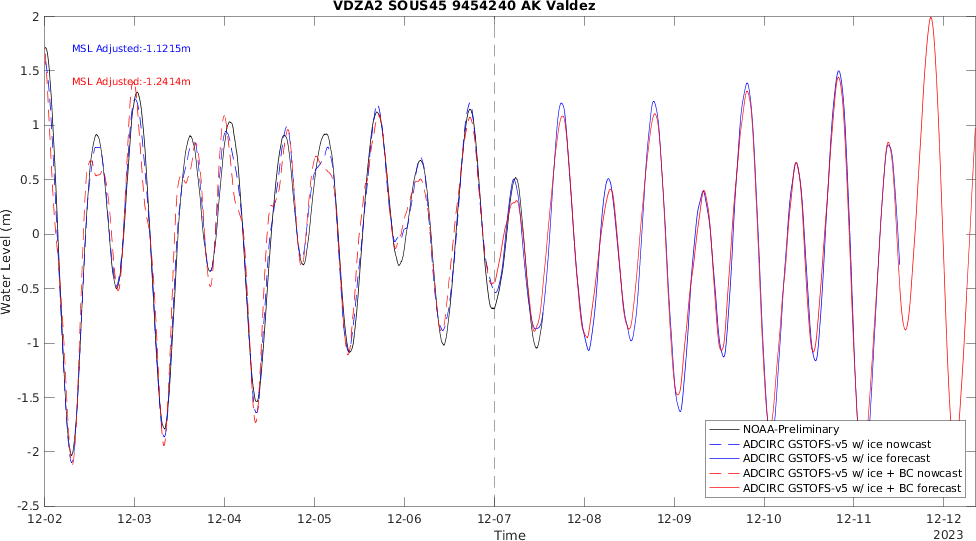 VDZA2 SOUS45 9454240 AK Valdez
2
1.5
1
0.5
0
-0.5
-1
-1.5
-2
-2.5
Water Level (m)
MSL Adjusted:-1.1215m
MSL Adjusted:-1.2414m
NOAA-Preliminary
ADCIRC GSTOFS-v5 w/ ice nowcast
ADCIRC GSTOFS-v5 w/ ice forecast
ADCIRC GSTOFS-v5 w/ ice + BC nowcast
ADCIRC GSTOFS-v5 w/ ice + BC forecast
12-02 12-03 12-04 12-05 12-06 12-07 12-08 12-09 12-10 12-11 12-12
2023
Time